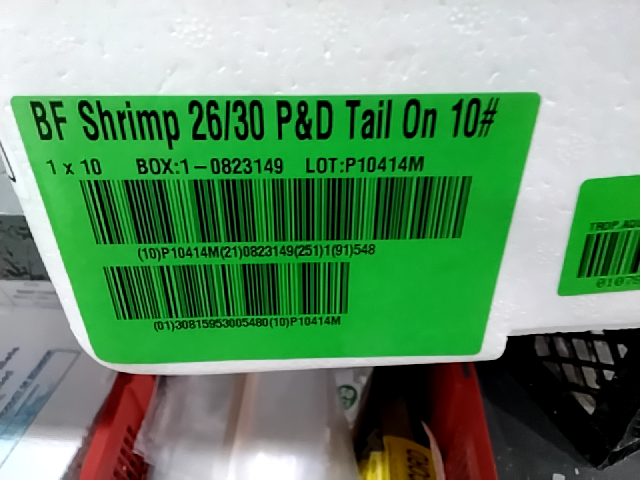 BF Shrimp 26/30 P&D Tail On 10#
1 x 10 BOX:1-0823149 LOT:P10414M
(10)P10414M(21)0823149(251)1(91)548
(01)30815953005480(10)P10414M